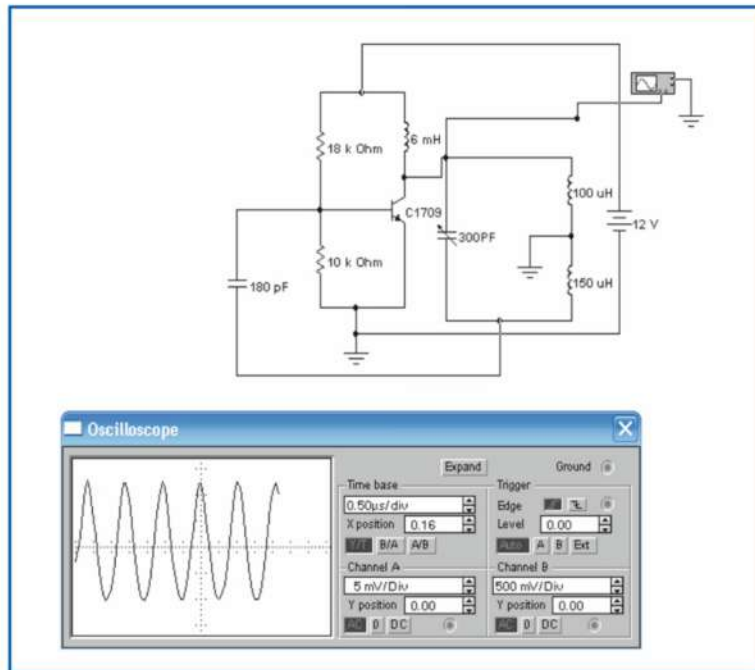 18 k Ohm
6 mH
C1709
100 uH
300PF
12 V
10 k Ohm
180 pF
150 uH
Oscilloscope
Expand
Ground
Time base
0.50µs/div
X position 0.16
Y/T B/A A/B
Trigger
Edge
Level 0.00
Auto A B Ext
Channel A
5 mV/Div
Y position 0.00
AC 0 DC
Channel B
500 mV/Div
Y position 0.00
AC 0 DC